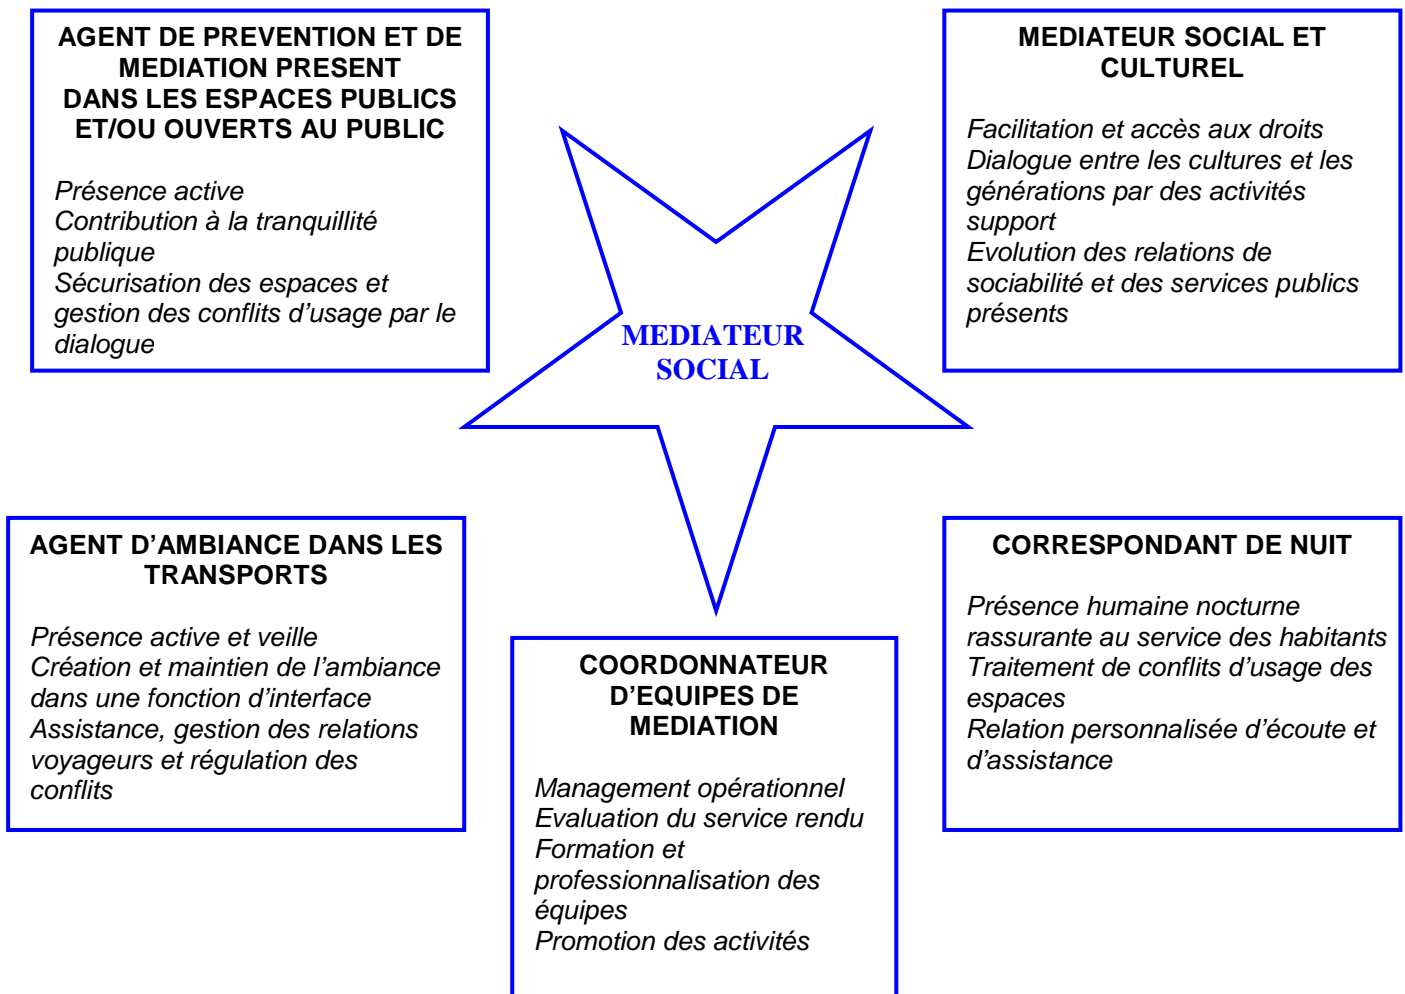 AGENT DE PREVENTION ET DE
MEDIATION PRESENT
DANS LES ESPACES PUBLICS
ET/OU OUVERTS AU PUBLIC
Présence active
Contribution à la tranquillité
publique
Sécurisation des espaces et
gestion des conflits d’usage par le
dialogue
MEDIATEUR SOCIAL ET
CULTUREL
Facilitation et accès aux droits
Dialogue entre les cultures et les
générations par des activités
support
Evolution des relations de
sociabilité et des services publics
présents
MEDIATEUR
SOCIAL
AGENT D’AMBIANCE DANS LES
TRANSPORTS
Présence active et veille
Création et maintien de l’ambiance
dans une fonction d’interface
Assistance, gestion des relations
voyageurs et régulation des
conflits
COORDONNATEUR
D’EQUIPES DE
MEDIATION
Management opérationnel
Evaluation du service rendu
Formation et
professionnalisation des
équipes
Promotion des activités
CORRESPONDANT DE NUIT
Présence humaine nocturne
rassurante au service des habitants
Traitement de conflits d’usage des
espaces
Relation personnalisée d’écoute et
d’assistance